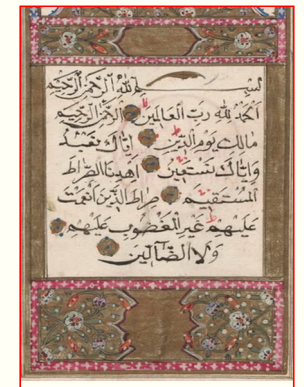 بسم الله الرحمن الرحيم
الحمد لله رب العالمين الرحمن الرحيم
مالك يوم الدين اياك نعبد
واياك نستعين اهدنا الصراط
المستقيم صراط الذين انعمت
عليهم غير المغضوب عليهم
ولا الضالين